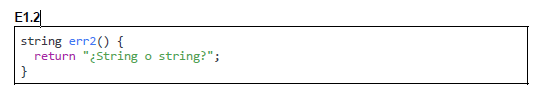 E1.2
string err2() {
  return "¿String o string?";
}